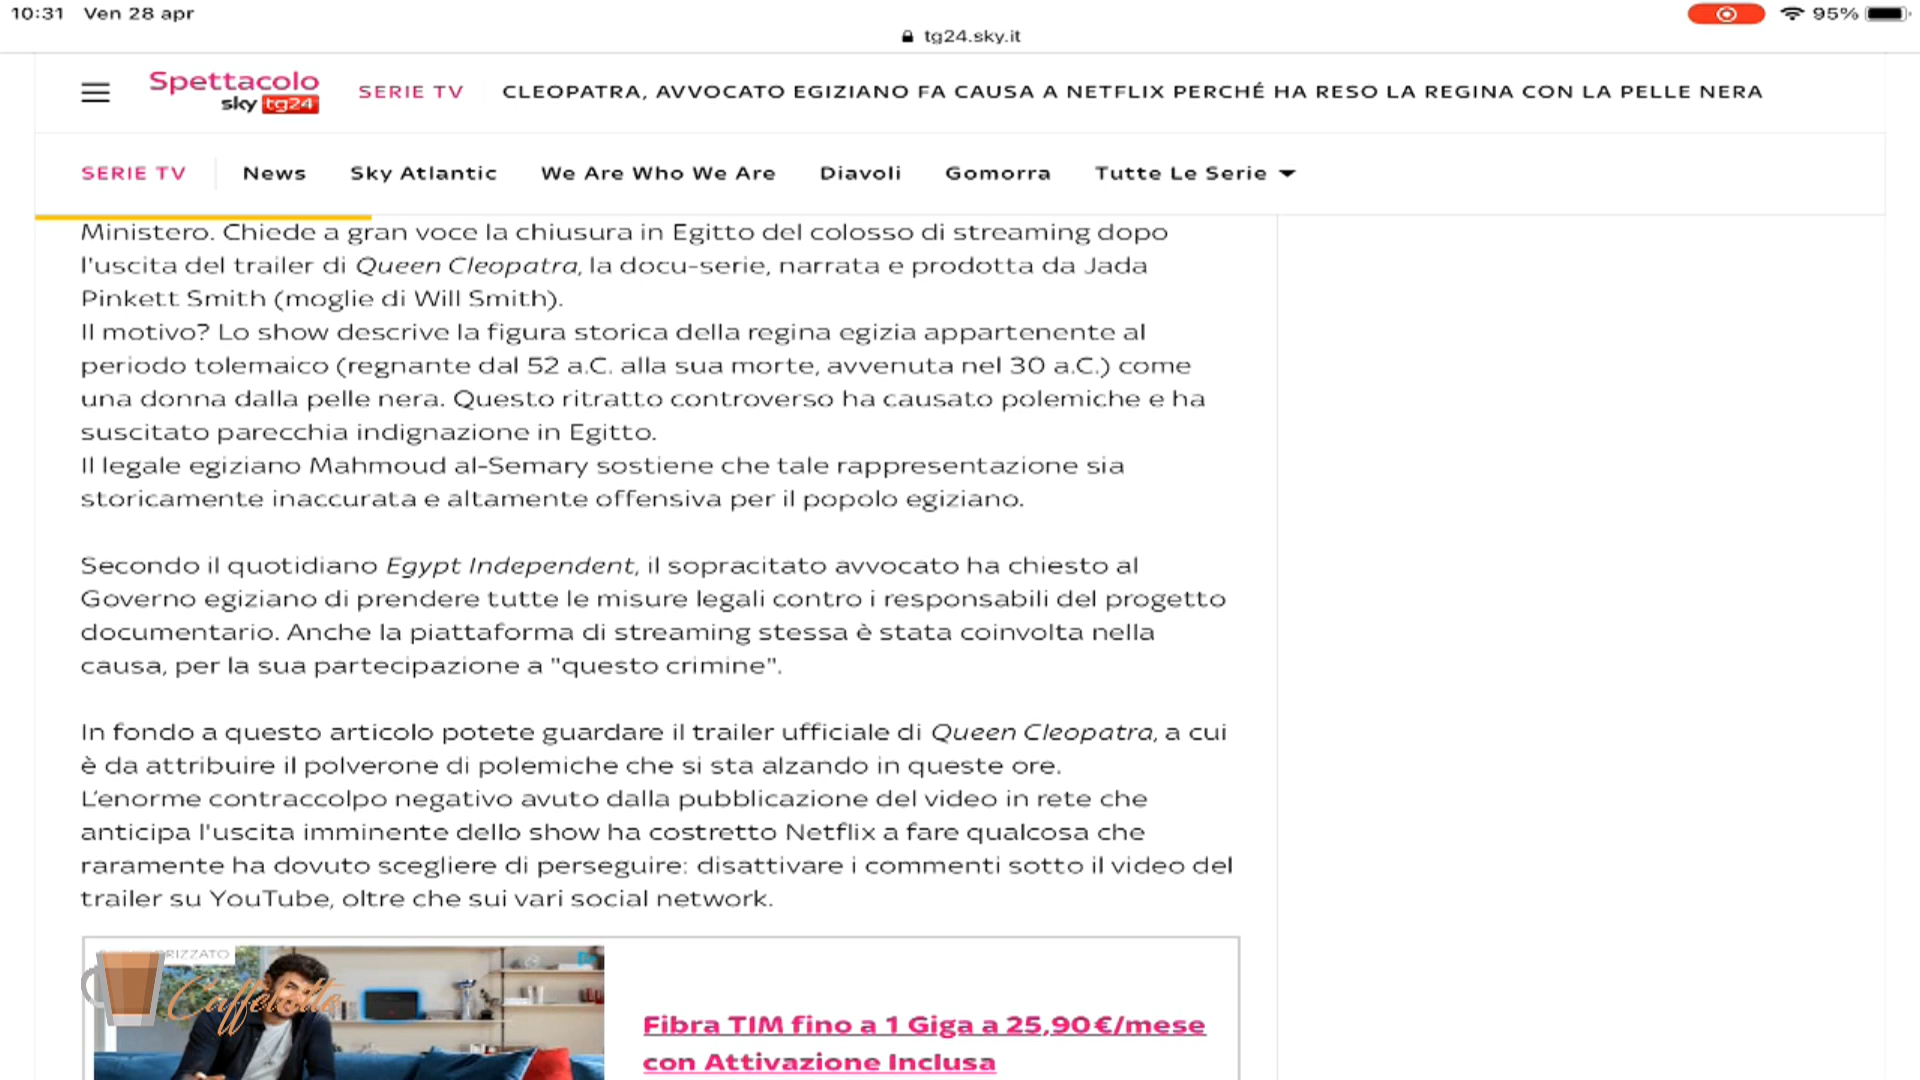 10:31 Ven 28 apr
95%
tg24.sky.it
Spettacolo
sky tg24
SERIE TV
CLEOPATRA, AVVOCATO EGIZIANO FA CAUSA A NETFLIX PERCHÉ HA RESO LA REGINA CON LA PELLE NERA
SERIE TV News Sky Atlantic We Are Who We Are Diavoli Gomorra Tutte Le Serie
Ministero. Chiede a gran voce la chiusura in Egitto del colosso di streaming dopo
l'uscita del trailer di Queen Cleopatra, la docu-serie, narrata e prodotta da Jada
Pinkett Smith (moglie di Will Smith).
Il motivo? Lo show descrive la figura storica della regina egizia appartenente al
periodo tolemaico (regnante dal 52 a.C. alla sua morte, avvenuta nel 30 a.C.) come
una donna dalla pelle nera. Questo ritratto controverso ha causato polemiche e ha
suscitato parecchia indignazione in Egitto.
Il legale egiziano Mahmoud al-Semary sostiene che tale rappresentazione sia
storicamente inaccurata e altamente offensiva per il popolo egiziano.
Secondo il quotidiano Egypt Independent, il sopracitato avvocato ha chiesto al
Governo egiziano di prendere tutte le misure legali contro i responsabili del progetto
documentario. Anche la piattaforma di streaming stessa è stata coinvolta nella
causa, per la sua partecipazione a "questo crimine".
In fondo a questo articolo potete guardare il trailer ufficiale di Queen Cleopatra, a cui
è da attribuire il polverone di polemiche che si sta alzando in queste ore.
L'enorme contraccolpo negativo avuto dalla pubblicazione del video in rete che
anticipa l'uscita imminente dello show ha costretto Netflix a fare qualcosa che
raramente ha dovuto scegliere di perseguire: disattivare i commenti sotto il video del
trailer su YouTube, oltre che sui vari social network.
Fibra TIM fino a 1 Giga a 25,90€/mese
con Attivazione Inclusa